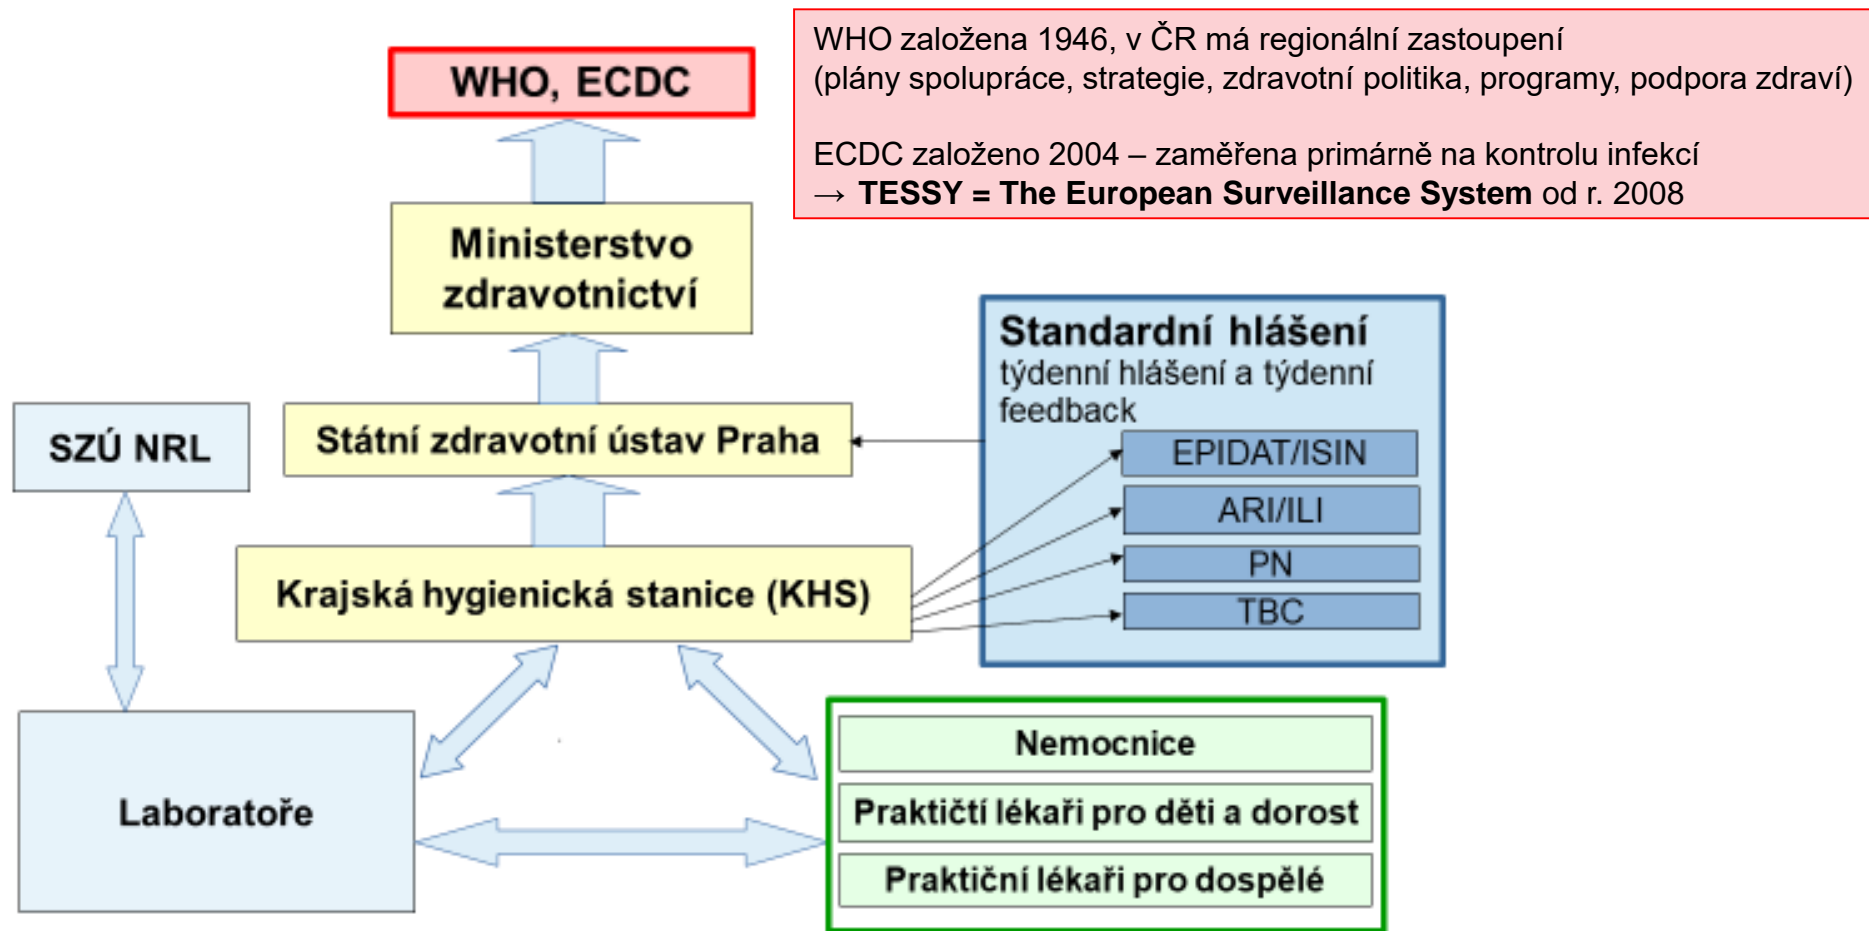 WHO založena 1946, v ČR má regionální zastoupení
(plány spolupráce, strategie, zdravotní politika, programy, podpora zdraví)
ECDC založeno 2004 – zaměřena primárně na kontrolu infekcí
→ TESSY = The European Surveillance System od r. 2008
WHO, ECDC
Ministerstvo
zdravotnictví
Standardní hlášení
týdenní hlášení a týdenní
feedback
EPIDAT/ISIN
ARI/ILI
PN
TBC
SZÚ NRL
Státní zdravotní ústav Praha
Krajská hygienická stanice (KHS)
Laboratoře
Nemocnice
Praktičtí lékaři pro děti a dorost
Praktiční lékaři pro dospělé